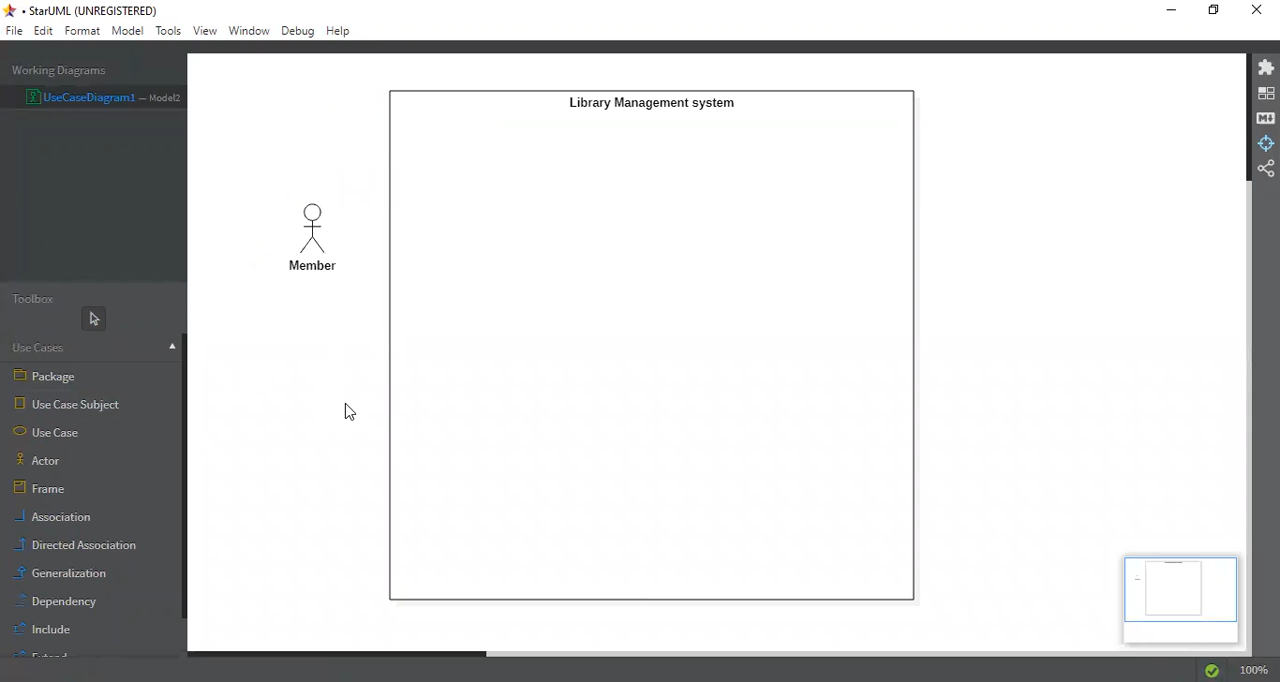 • StarUML (UNREGISTERED)
File Edit Format Model Tools View Window Debug Help
Working Diagrams
UseCaseDiagram1 — Model2
Library Management system
Member
Toolbox
Use Cases
Package
Use Case Subject
Use Case
Actor
Frame
Association
Directed Association
Generalization
Dependency
Include
Extend
M
100%